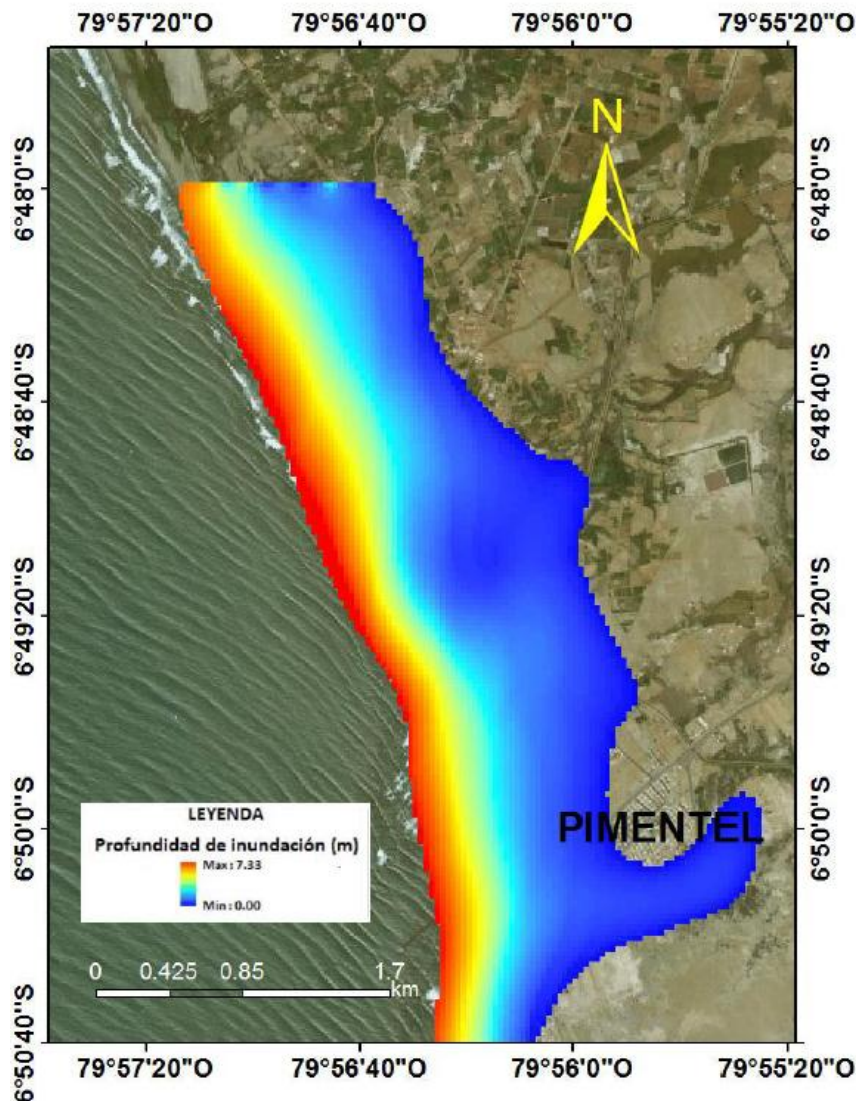 79°57'20"O 79°56'40"O 79°56'0"O 79°55'20"O
N
6°48'0"S 6°48'0"S
6°48'40"S 6°48'40"S
6°49'20"S 6°49'20"S
6°50'0"S 6°50'0"S
PIMENTEL
LEYENDA
Profundidad de inundación (m)
Max : 7.33
Min : 0.00
0 0.425 0.85 1.7
km
6°50'40"S 6°50'40"S
79°57'20"O 79°56'40"O 79°56'0"O 79°55'20"O